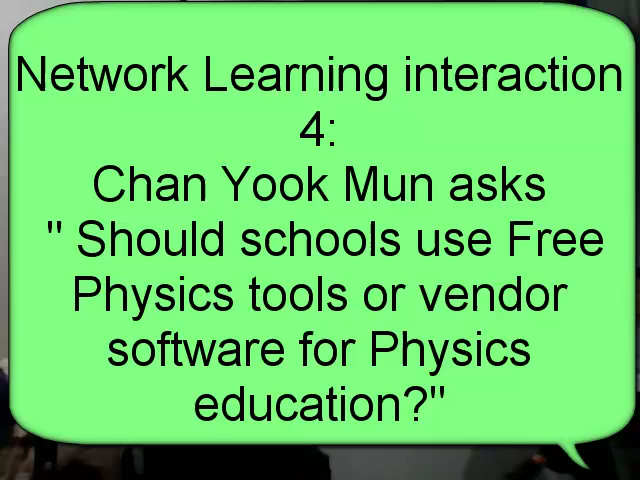 Network Learning interaction
4:
Chan Yook Mun asks
" Should schools use Free
Physics tools or vendor
software for Physics
education?"